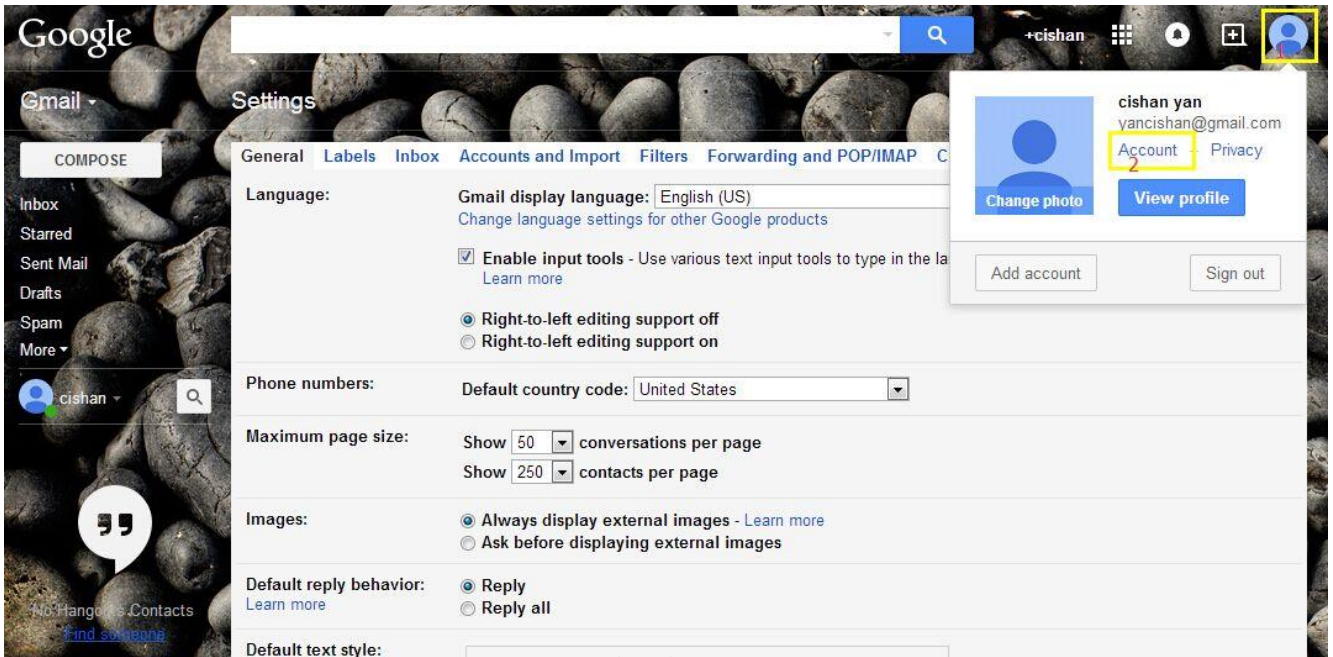 Google
+cishan
1
Gmail
Settings
cishan yan
yancishan@gmail.com
Account – Privacy
2
Change photo
View profile
Add account
Sign out
COMPOSE
Inbox
Starred
Sent Mail
Drafts
Spam
More
cishan
No Hangouts Contacts
Find someone
General Labels Inbox Accounts and Import Filters Forwarding and POP/IMAP C
Language:
Gmail display language: English (US)
Change language settings for other Google products
Enable input tools - Use various text input tools to type in the la
Learn more
Right-to-left editing support off
Right-to-left editing support on
Phone numbers:
Default country code: United States
Maximum page size:
Show 50 conversations per page
Show 250 contacts per page
Images:
Always display external images - Learn more
Ask before displaying external images
Default reply behavior:
Learn more
Reply
Reply all
Default text style: